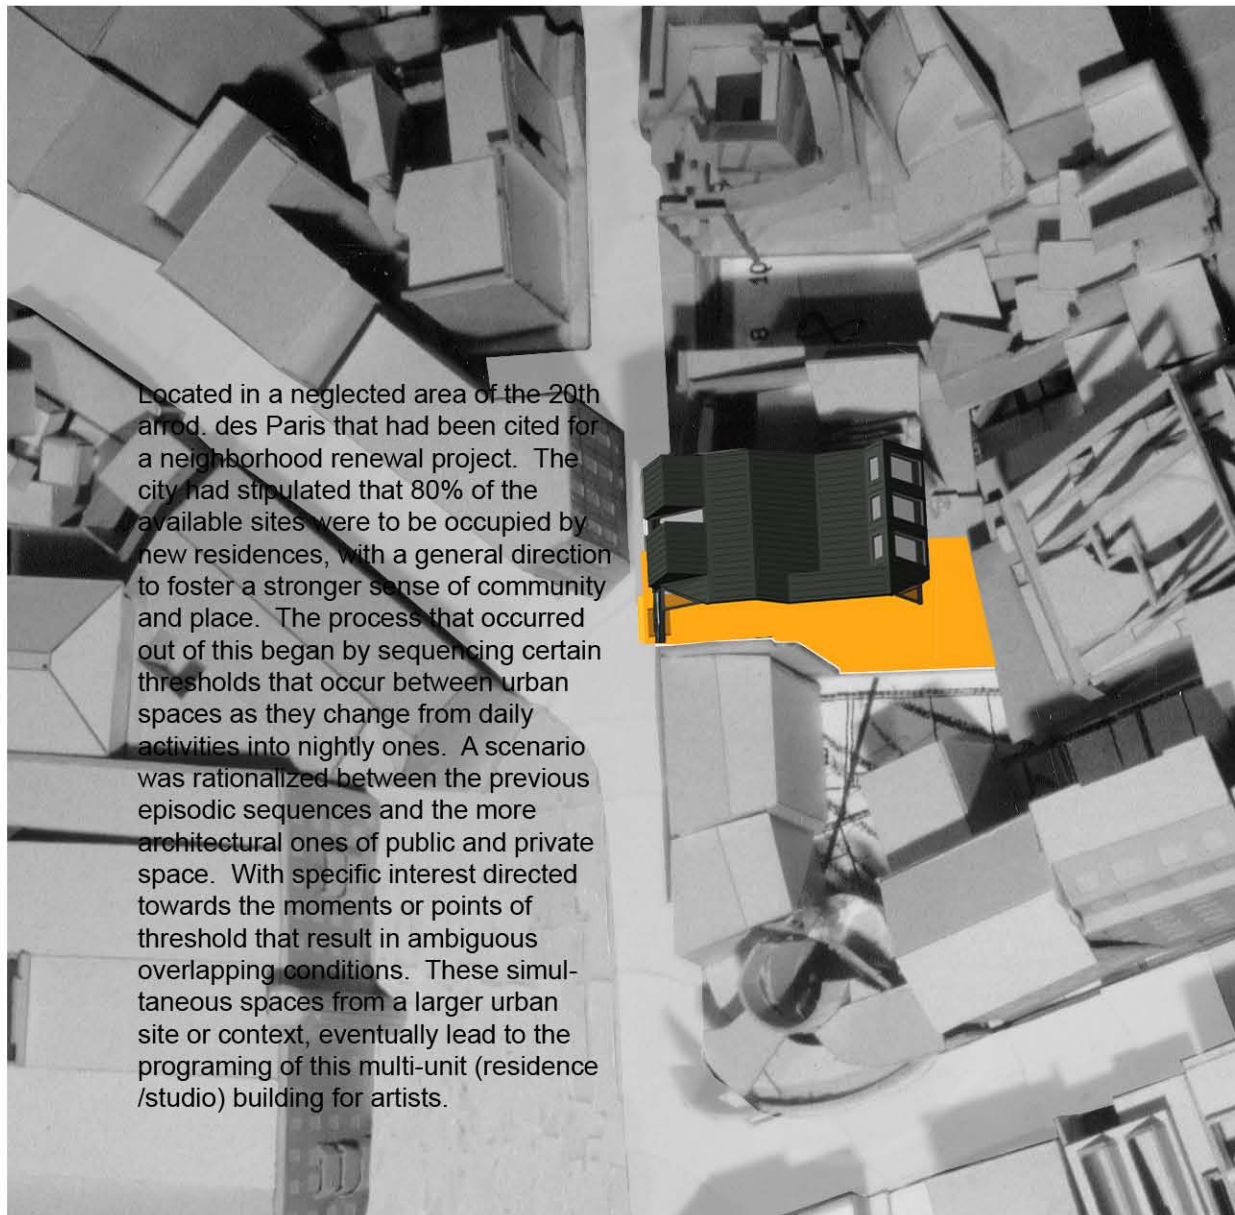 Located in a neglected area of the 20th
arrod. des Paris that had been cited for
a neighborhood renewal project.  The
city had stipulated that 80% of the
available sites were to be occupied by
new residences, with a general direction
to foster a stronger sense of community
and place.  The process that occurred
out of this began by sequencing certain
thresholds that occur between urban
spaces as they change from daily
activities into nightly ones.  A scenario
was rationalized between the previous
episodic sequences and the more
architectural ones of public and private
space.  With specific interest directed
towards the moments or points of
threshold that result in ambiguous
overlapping conditions.  These simul-
taneous spaces from a larger urban
site or context, eventually lead to the
programing of this multi-unit (residence
/studio) building for artists.
10
8